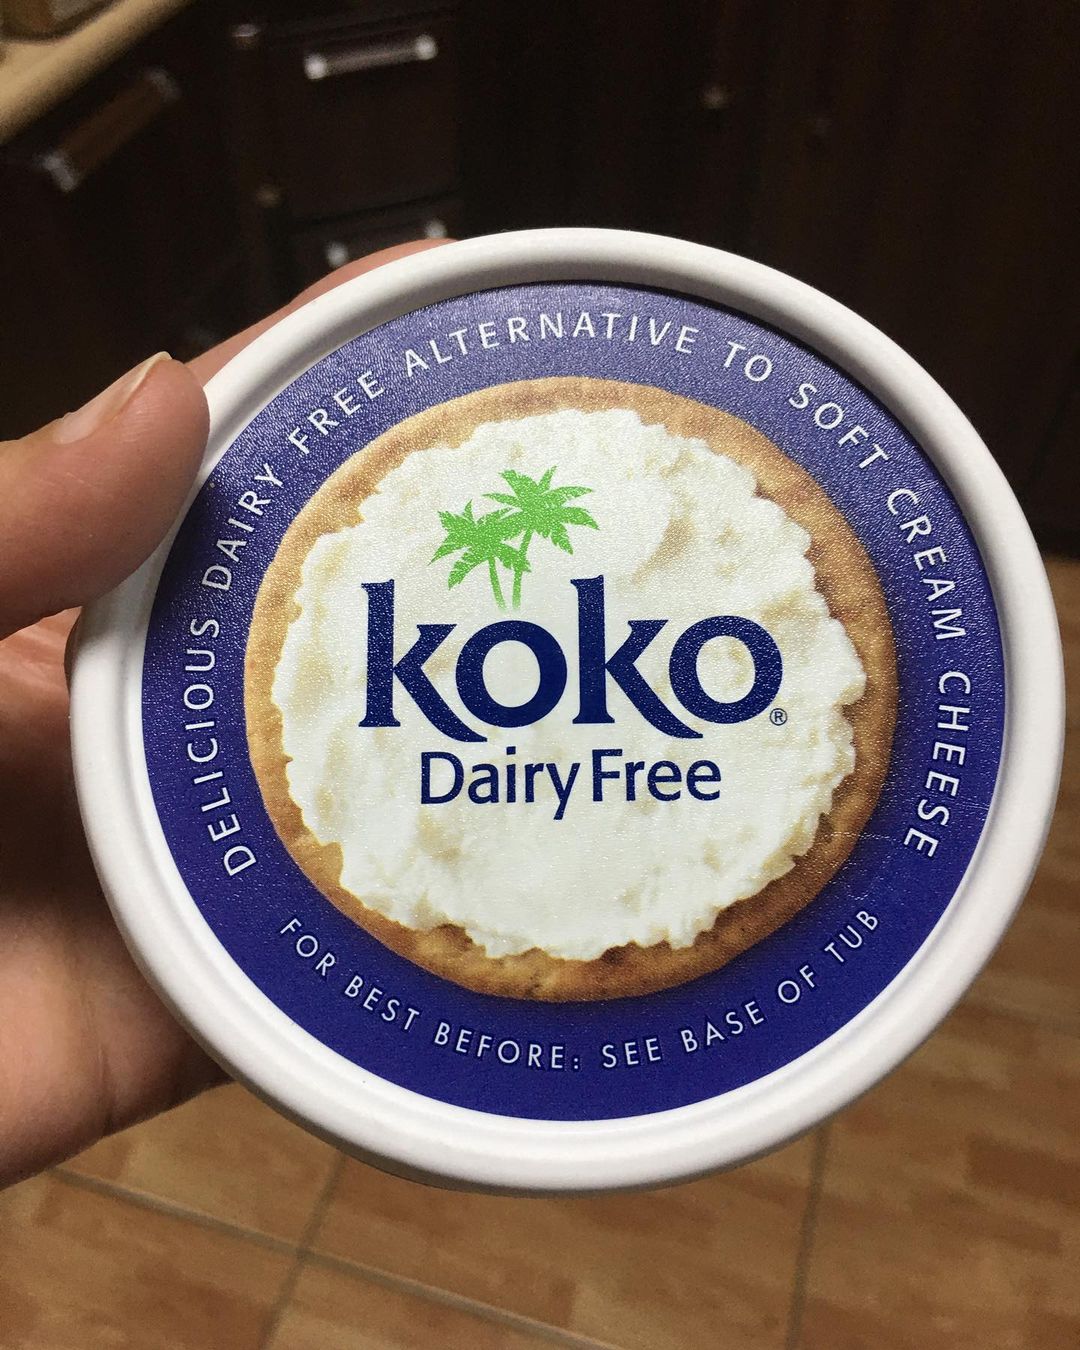 DELICIOUS DAIRY FREE ALTERNATIVE TO SOFT CREAM CHEESE
koko®
Dairy Free
FOR BEST BEFORE: SEE BASE OF TUB